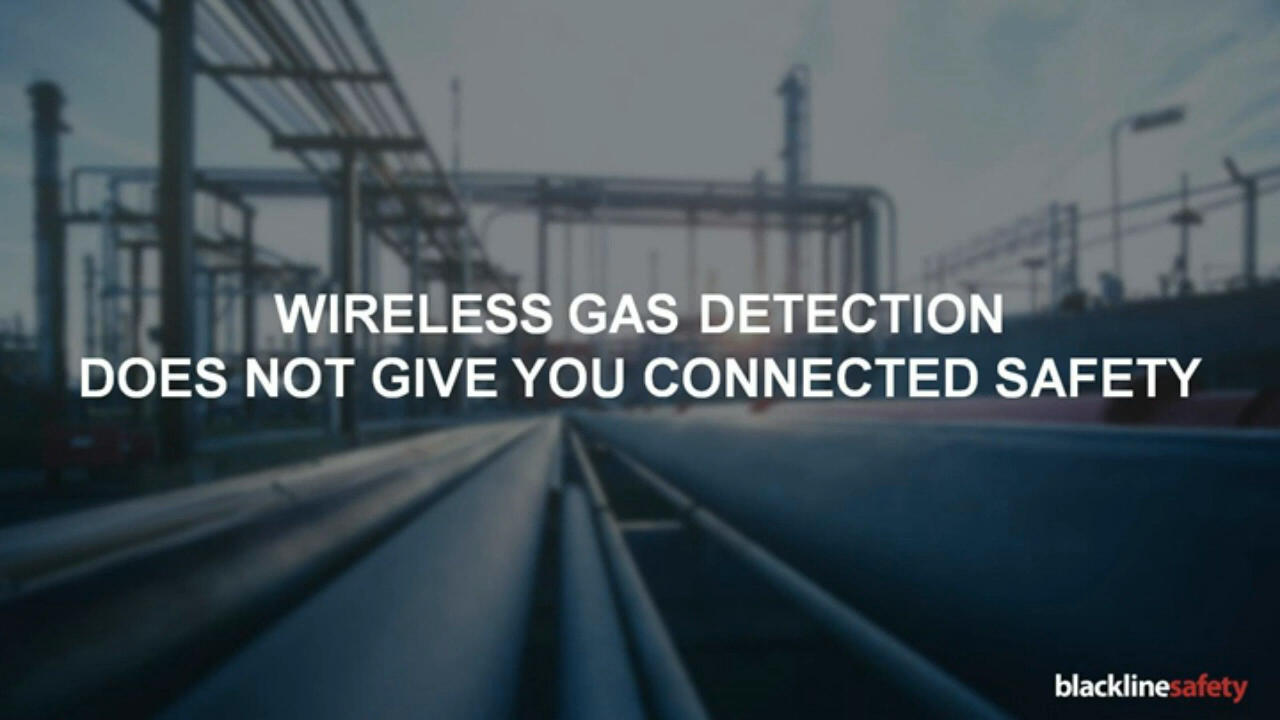 WIRELESS GAS DETECTION
DOES NOT GIVE YOU CONNECTED SAFETY
blacklinesafety